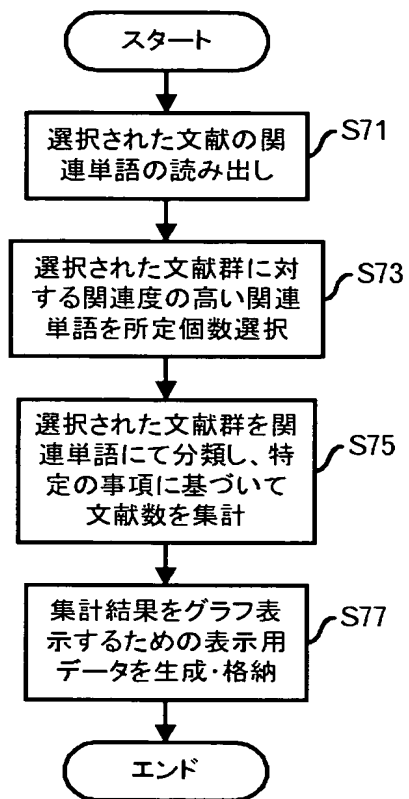 スタート
選択された文献の関
連単語の読み出し
S71
選択された文献群に対
する関連度の高い関連
単語を所定個数選択
S73
選択された文献群を関
連単語にて分類し、特
定の事項に基づいて
文献数を集計
S75
集計結果をグラフ表
示するための表示用
データを生成・格納
S77
エンド